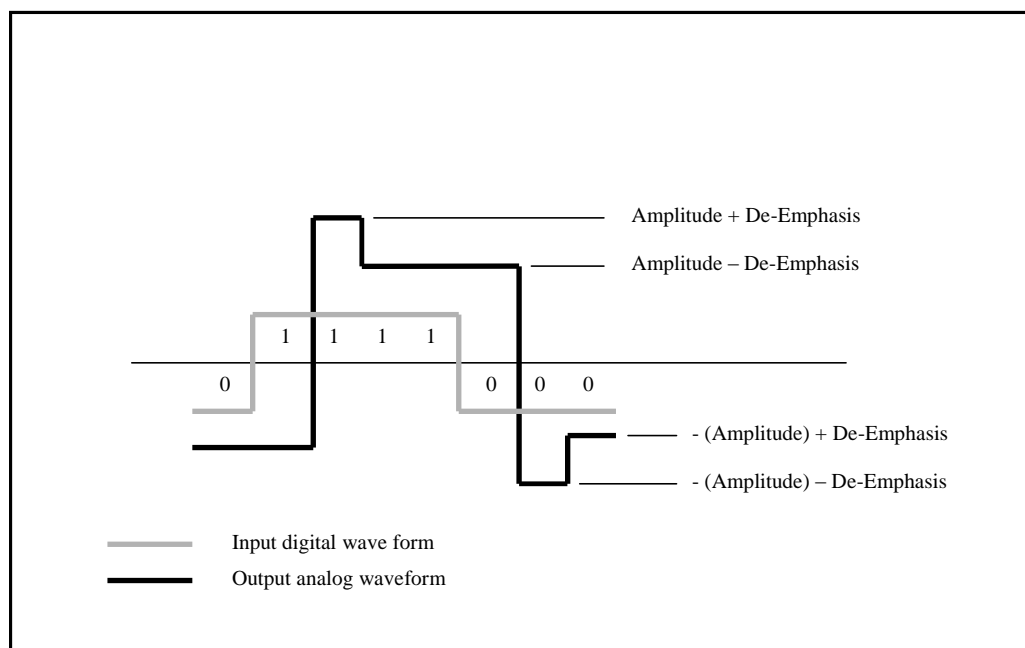 Amplitude + De-Emphasis
Amplitude – De-Emphasis
1 1 1 1
0 0 0 0
- (Amplitude) + De-Emphasis
- (Amplitude) – De-Emphasis
Input digital wave form
Output analog waveform